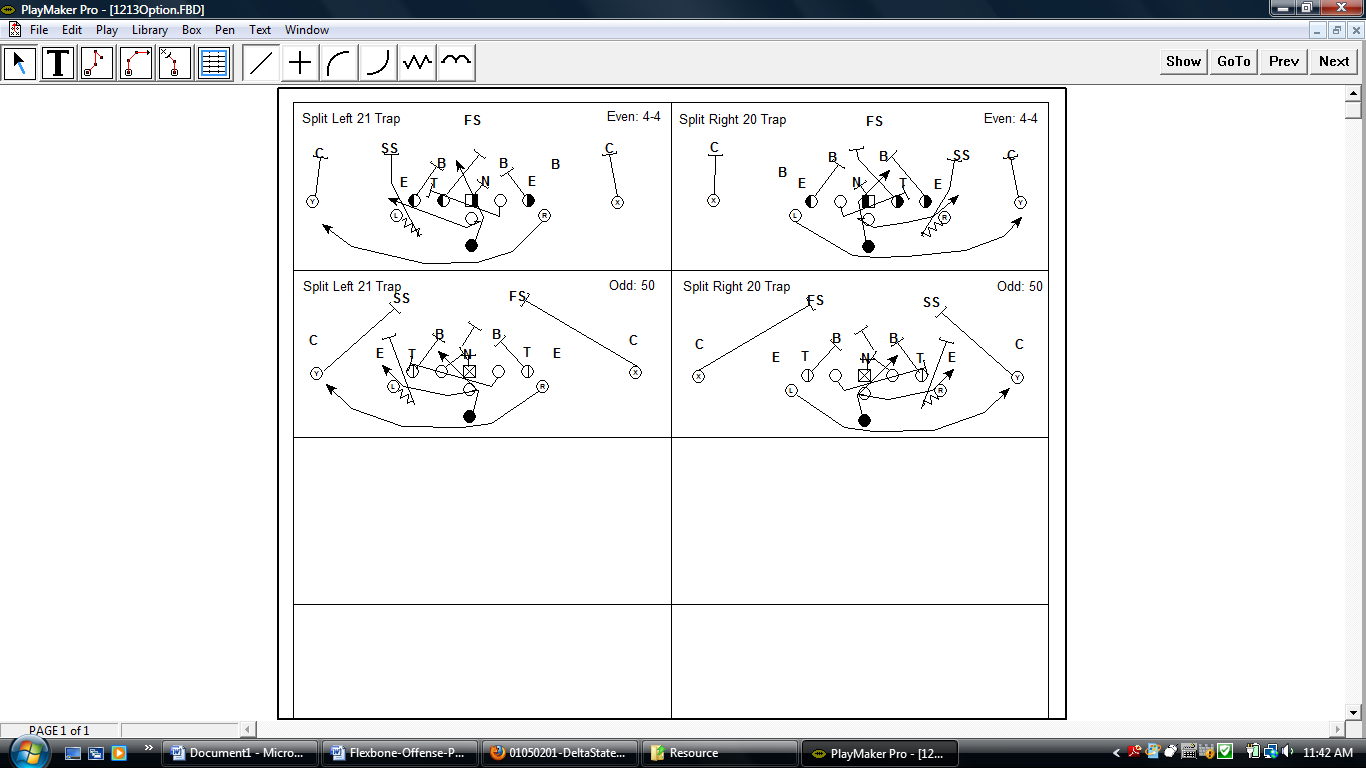 PlayMaker Pro - [1213Option.FBD]
File Edit Play Library Box Pen Text Window
T Show GoTo Prev Next
Split Left 21 Trap FS Even: 4-4
C SS B B B C
E T N E
Y L R X
Split Right 20 Trap FS Even: 4-4
C B B B SS C
E N T E
X L R Y
Split Left 21 Trap Odd: 50
SS FS
C E T B N B T E C
Y L R X
Split Right 20 Trap Odd: 50
FS SS
C E T B N B T E C
X L R Y
PAGE 1 of 1
» Document1 - Micro... Flexbone-Offense-P... 01050201-DeltaState... Resource PlayMaker Pro - [12... 11:42 AM